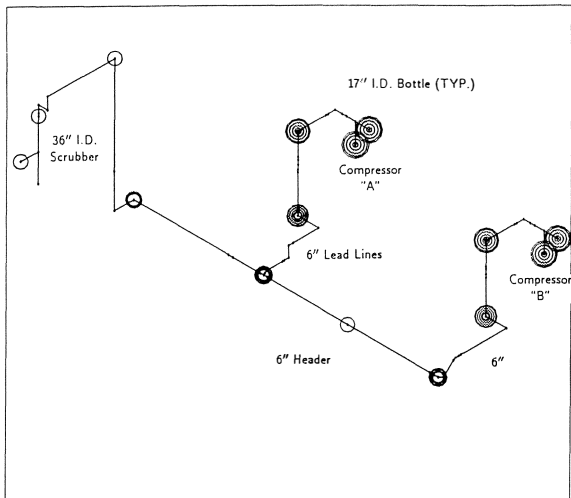 17" I.D. Bottle (TYP.)
36" I.D.
Scrubber
Compressor
"A"
6" Lead Lines
Compressor
"B"
6" Header
6"